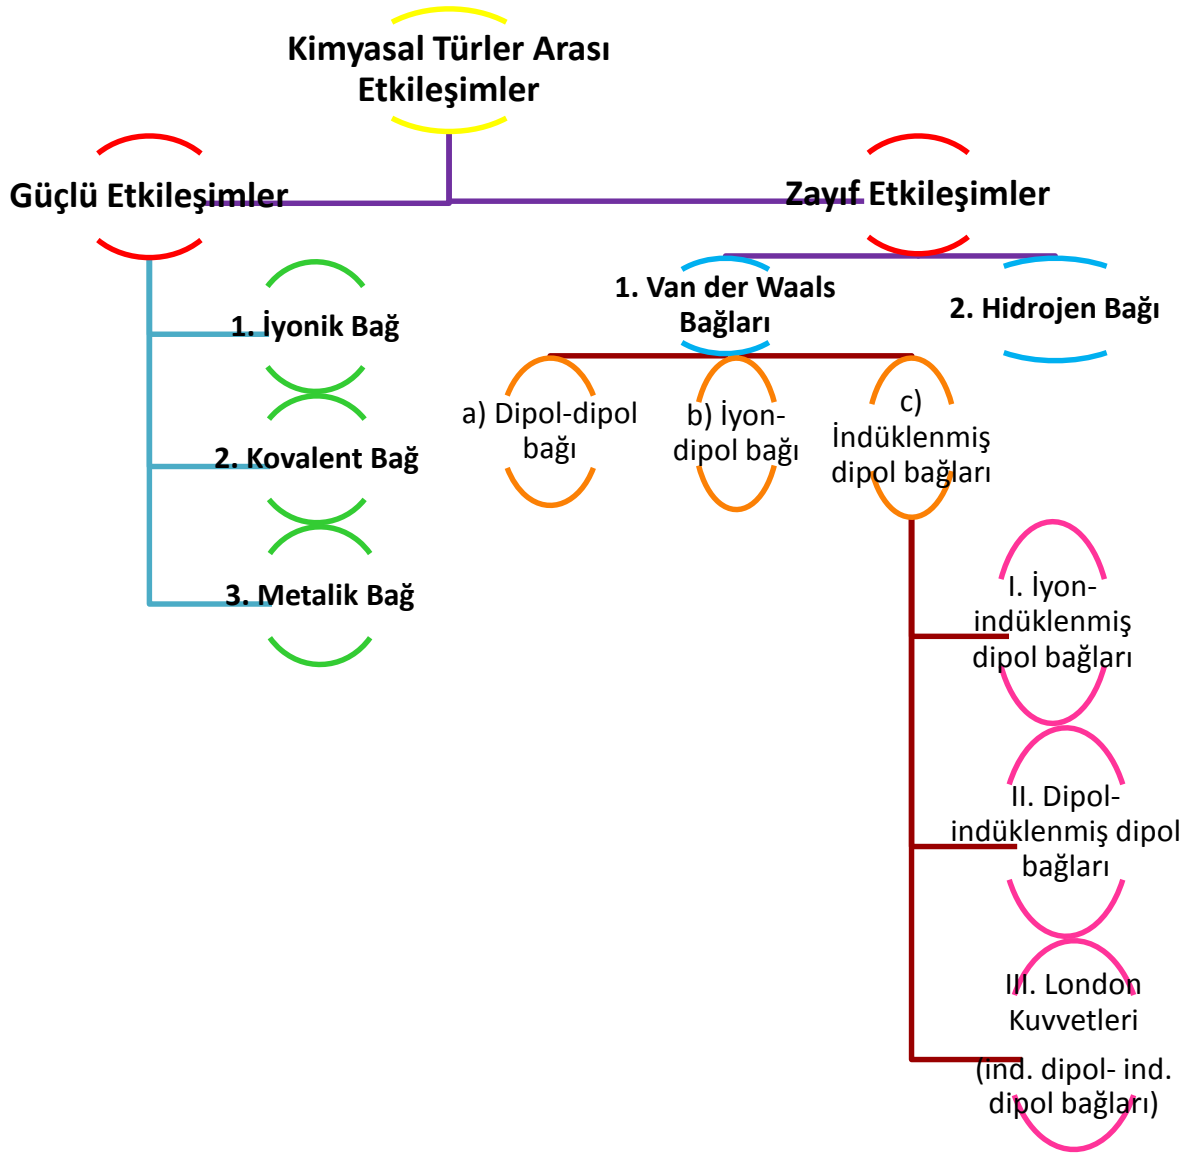 Kimyasal Türler Arası
Etkileşimler
Güçlü Etkileşimler
1. İyonik Bağ
2. Kovalent Bağ
3. Metalik Bağ
Zayıf Etkileşimler
1. Van der Waals
Bağları
a) Dipol-dipol
bağı
b) İyon-
dipol bağı
c)
İndüklenmiş
dipol bağları
I. İyon-
indüklenmiş
dipol bağları
II. Dipol-
indüklenmiş dipol
bağları
III. London
Kuvvetleri
(ind. dipol- ind.
dipol bağları)
2. Hidrojen Bağı